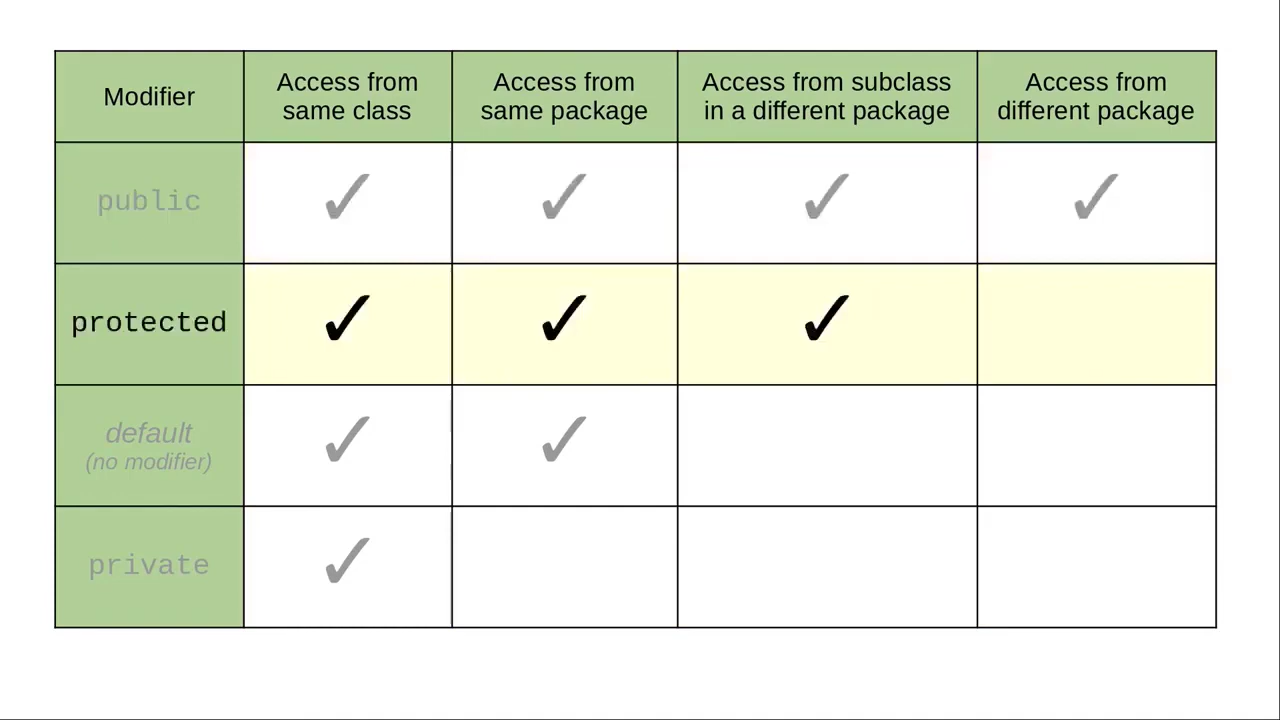 Modifier
Access from
same class
Access from
same package
Access from subclass
in a different package
Access from
different package
public
✓ ✓ ✓ ✓
protected
✓ ✓ ✓
default
(no modifier)
✓ ✓
private
✓